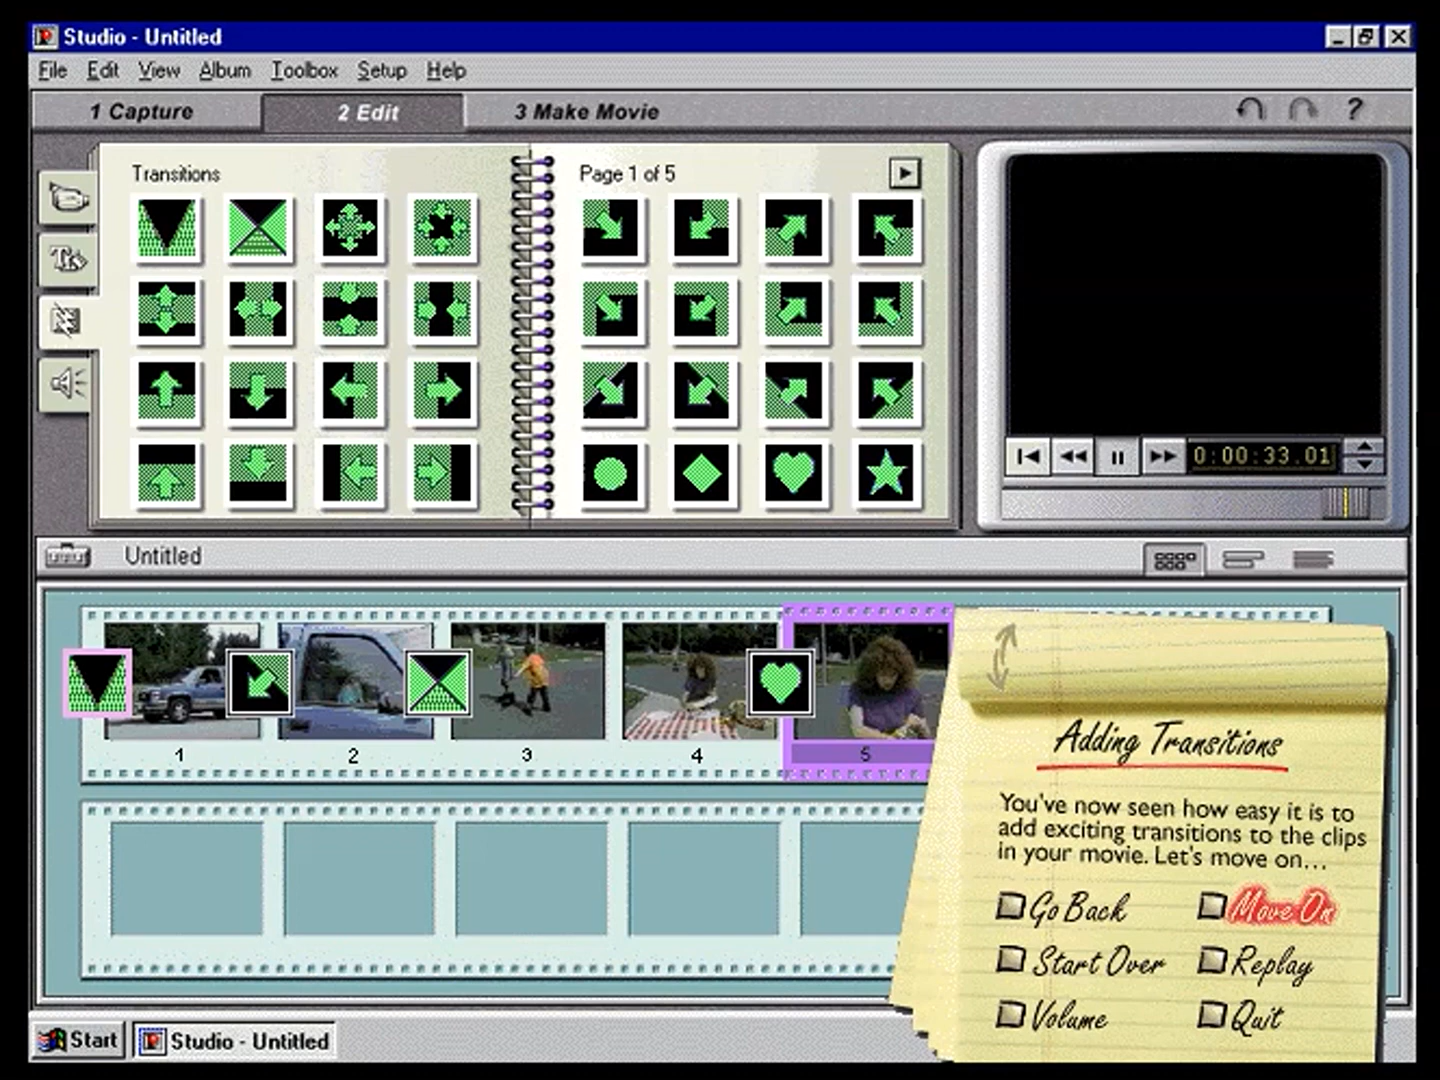 Studio - Untitled
File Edit View Album Toolbox Setup Help
1 Capture 2 Edit 3 Make Movie ?
Transitions
Page 1 of 5
0:00:33.01
Untitled
1 2 3 4 5
Adding Transitions
You've now seen how easy it is to
add exciting transitions to the clips
in your movie. Let's move on...
Go Back Move On
Start Over Replay
Volume Quit
Start Studio - Untitled